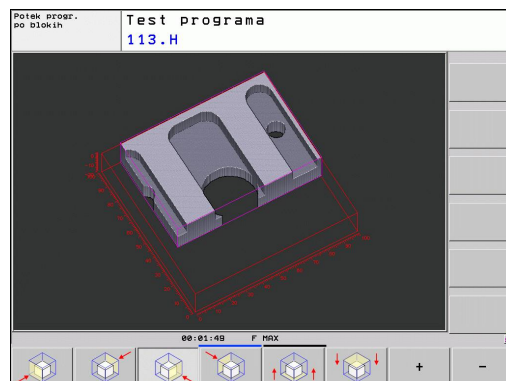 Potek progr.
po blokih
Test programa
113.H
00:01:49 F MAX
+ -